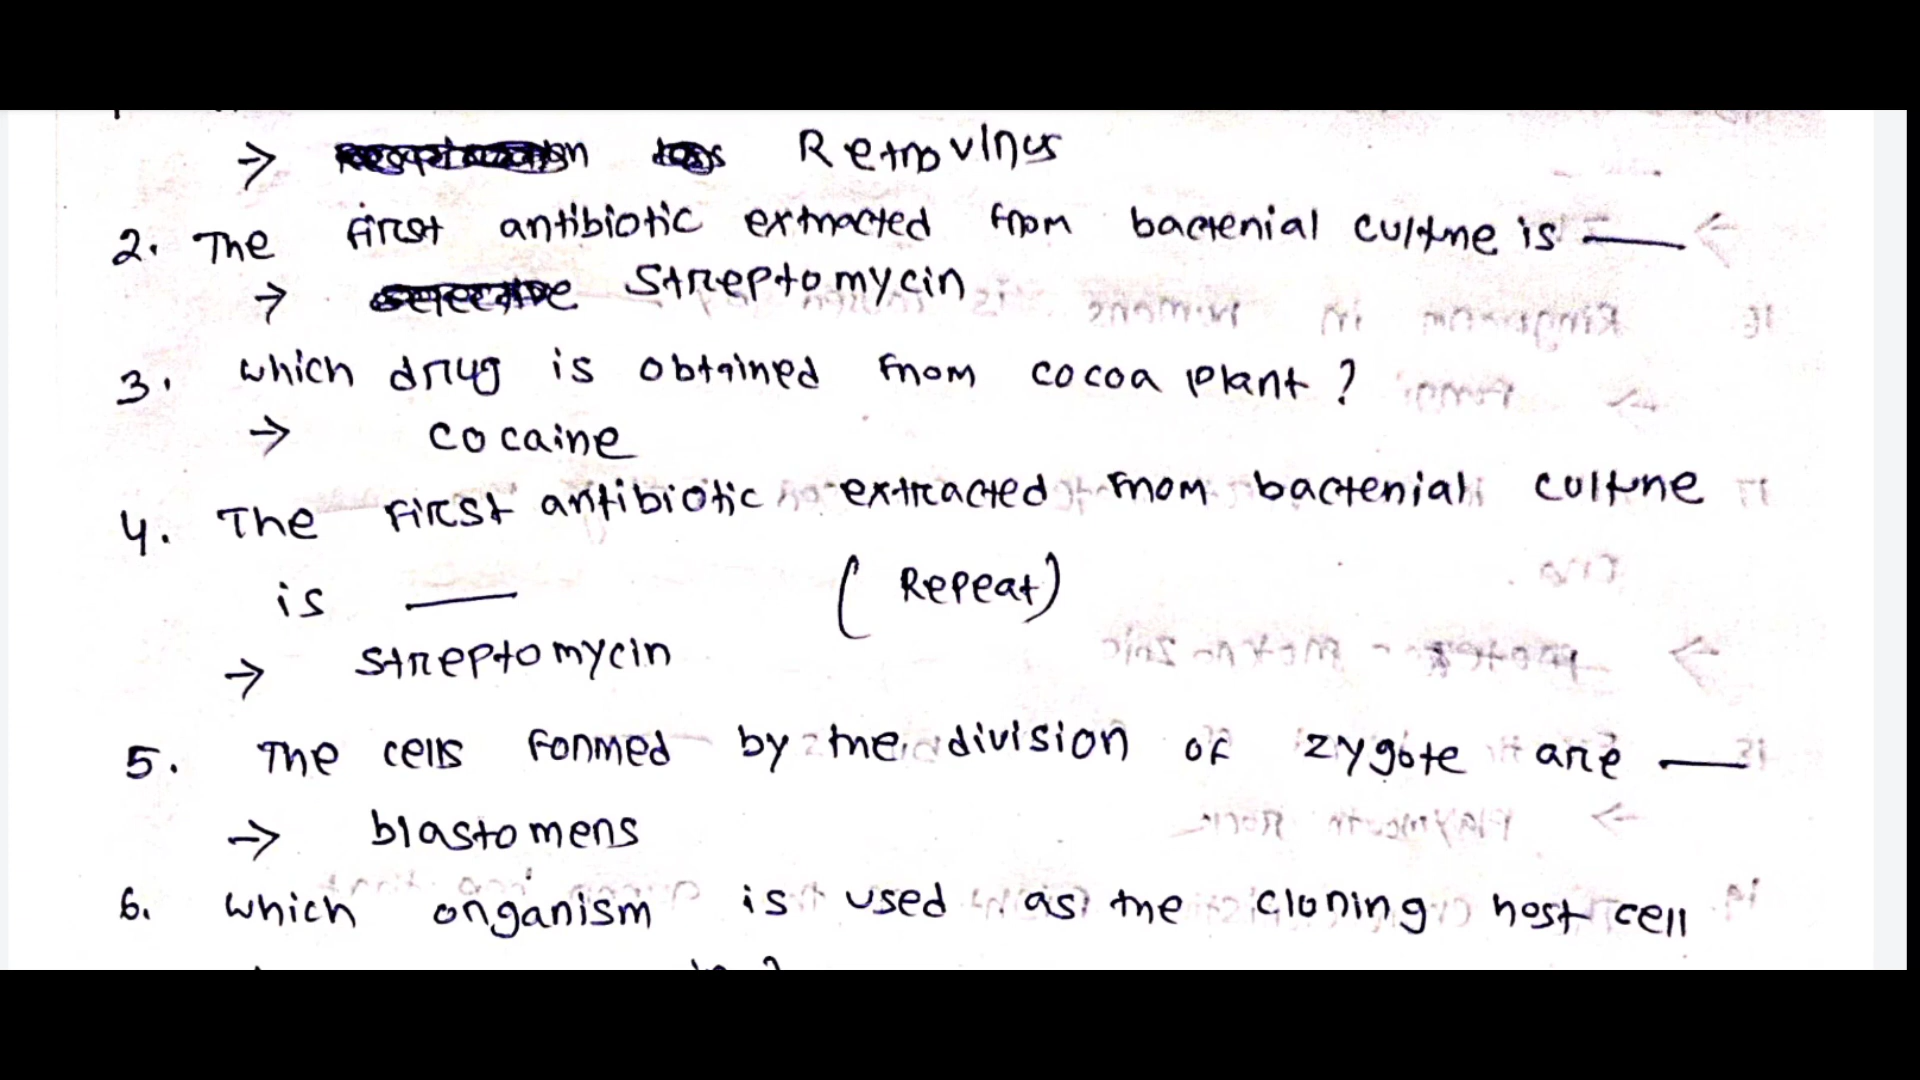 → Retrovirus
2. The first antibiotic extracted from bacterial culture is —
→ Streptomycin
3. which drug is obtained from cocoa plant ?
→ cocaine
4. The first antibiotic extracted from bacterial culture
is — (Repeat)
→ streptomycin
5. The cells formed by the division of zygote are —
→ blastomers
6. which organism is used as the cloning host cell